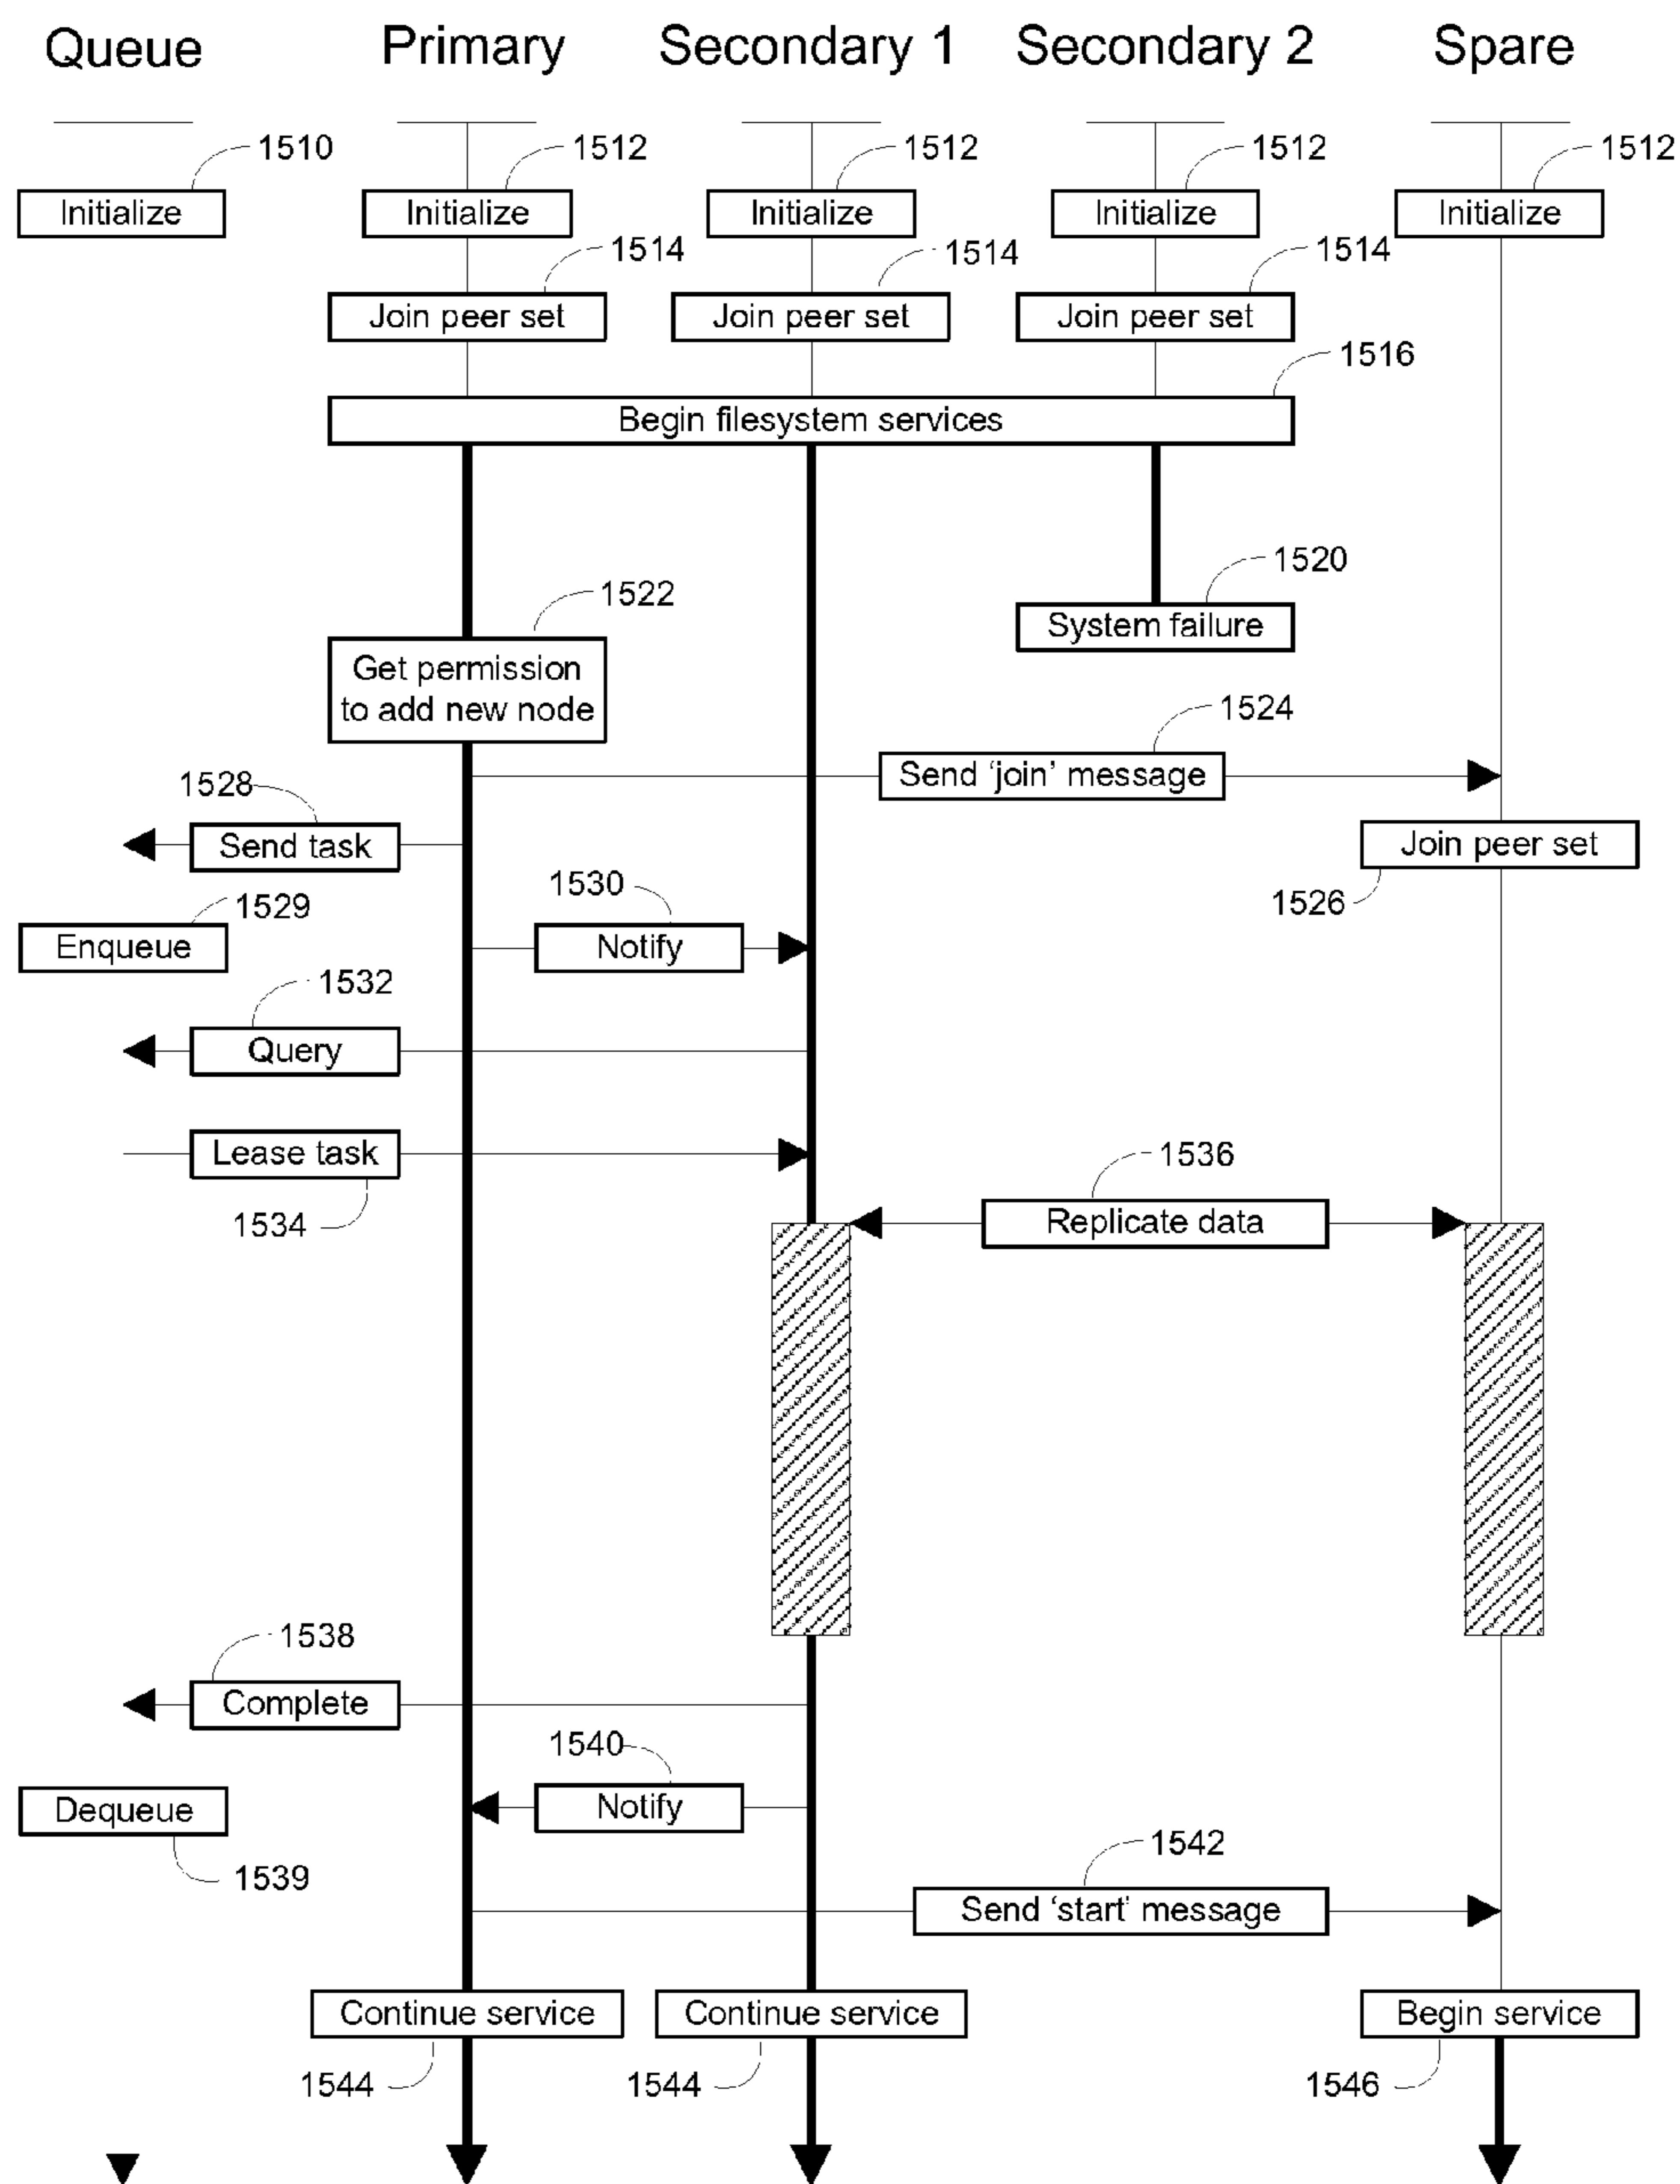 Queue Primary Secondary 1 Secondary 2 Spare
1510 1512 1512 1512 1512
Initialize Initialize Initialize Initialize Initialize
1514 1514 1514
Join peer set Join peer set Join peer set
1516
Begin filesystem services
1520
1522
System failure
Get permission
to add new node
1524
Send ‘join’ message
1528
Send task Join peer set
1530
1526
1529
Enqueue Notify
1532
Query
Lease task 1536
1534
Replicate data
1538
Complete
1540
Dequeue Notify
1542
1539
Send ‘start’ message
Continue service Continue service Begin service
1544 1544 1546